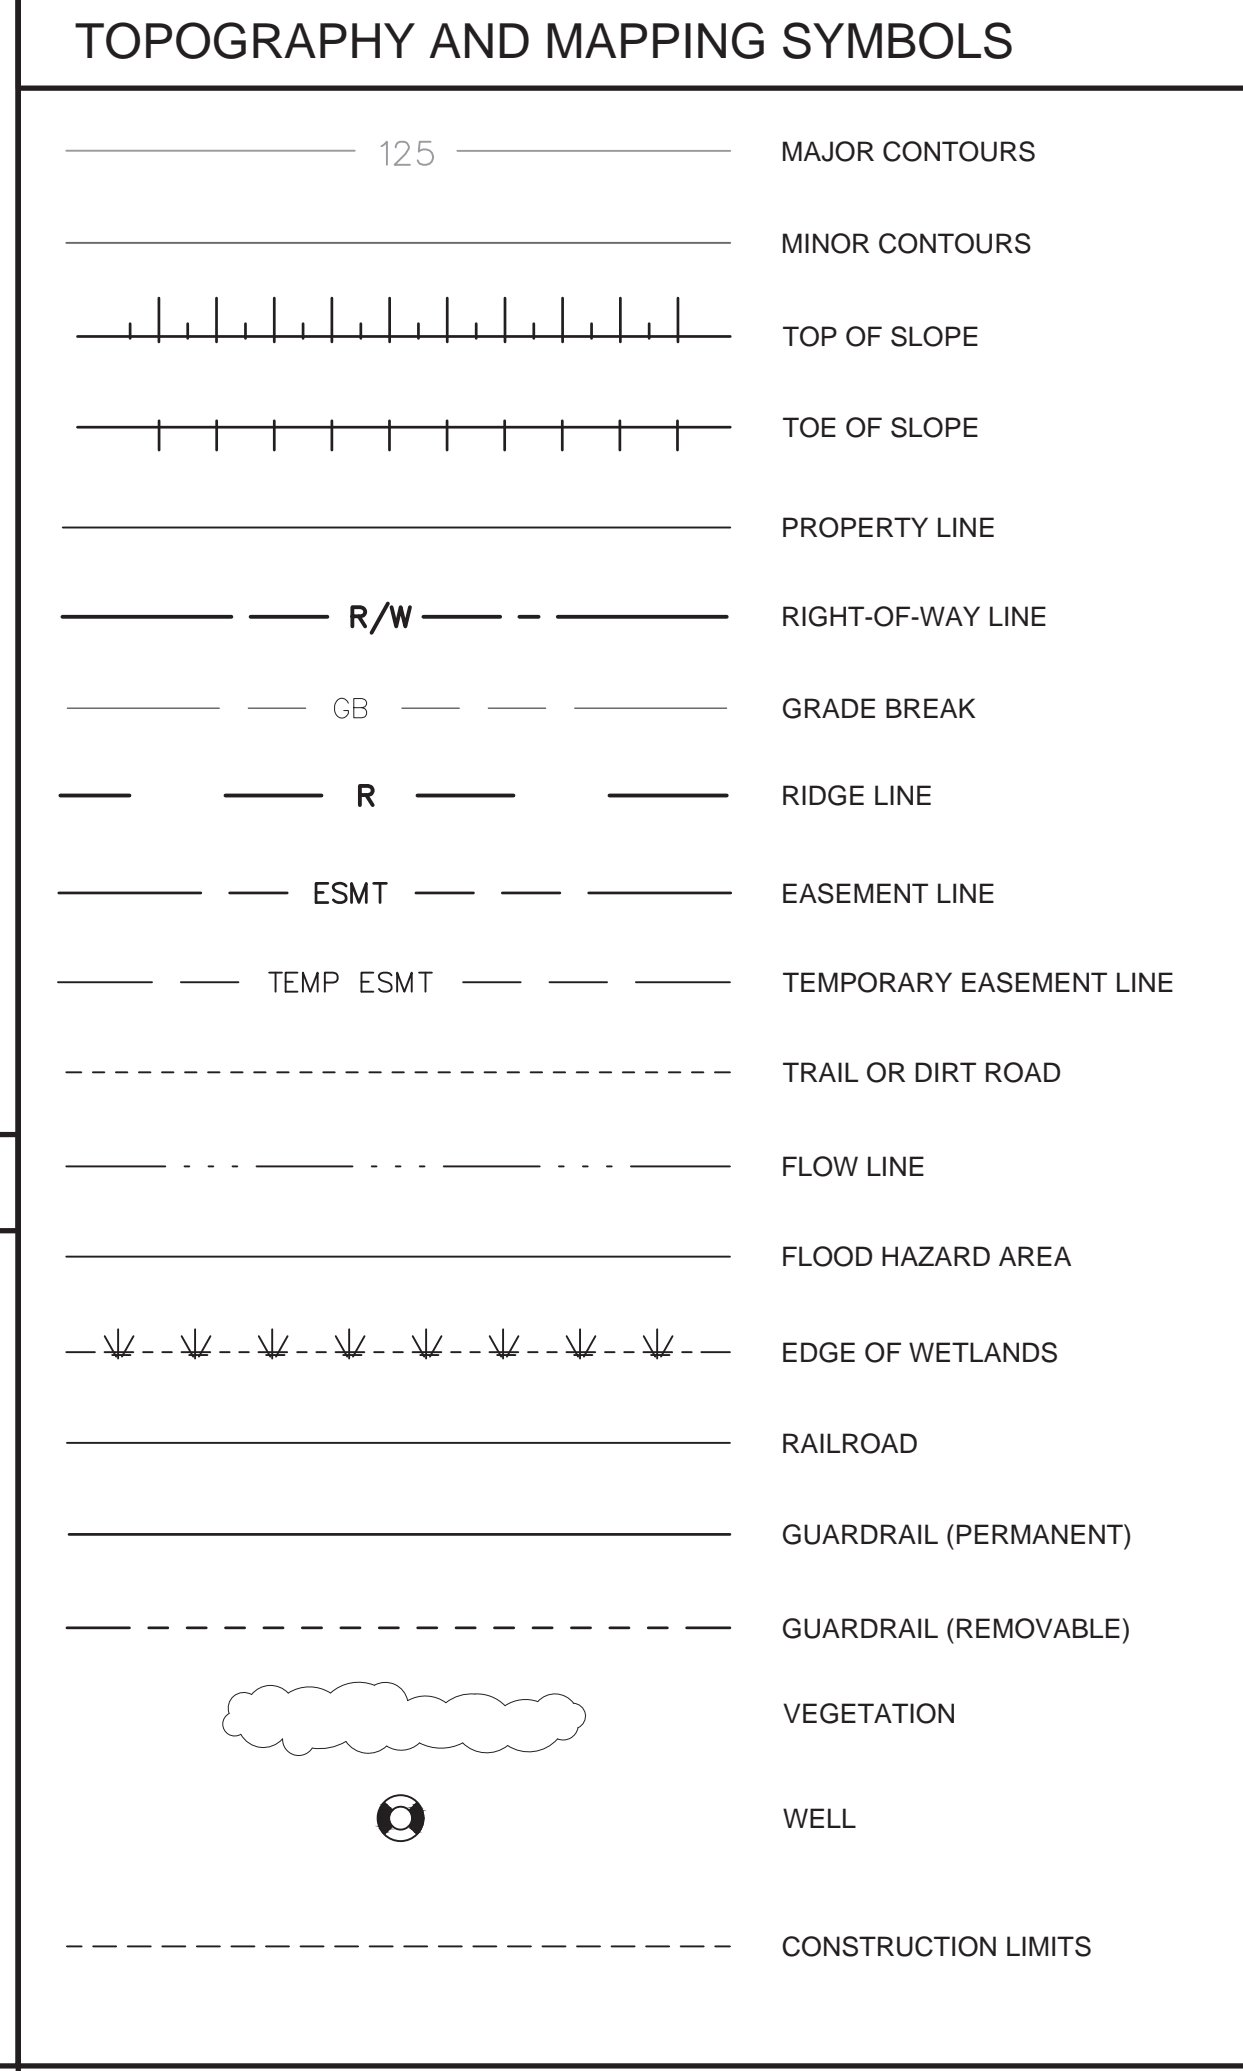 TOPOGRAPHY AND MAPPING SYMBOLS
125 MAJOR CONTOURS
MINOR CONTOURS
TOP OF SLOPE
TOE OF SLOPE
PROPERTY LINE
R/W RIGHT-OF-WAY LINE
GB GRADE BREAK
R RIDGE LINE
ESMT EASEMENT LINE
TEMP ESMT TEMPORARY EASEMENT LINE
TRAIL OR DIRT ROAD
FLOW LINE
FLOOD HAZARD AREA
EDGE OF WETLANDS
RAILROAD
GUARDRAIL (PERMANENT)
GUARDRAIL (REMOVABLE)
VEGETATION
WELL
CONSTRUCTION LIMITS